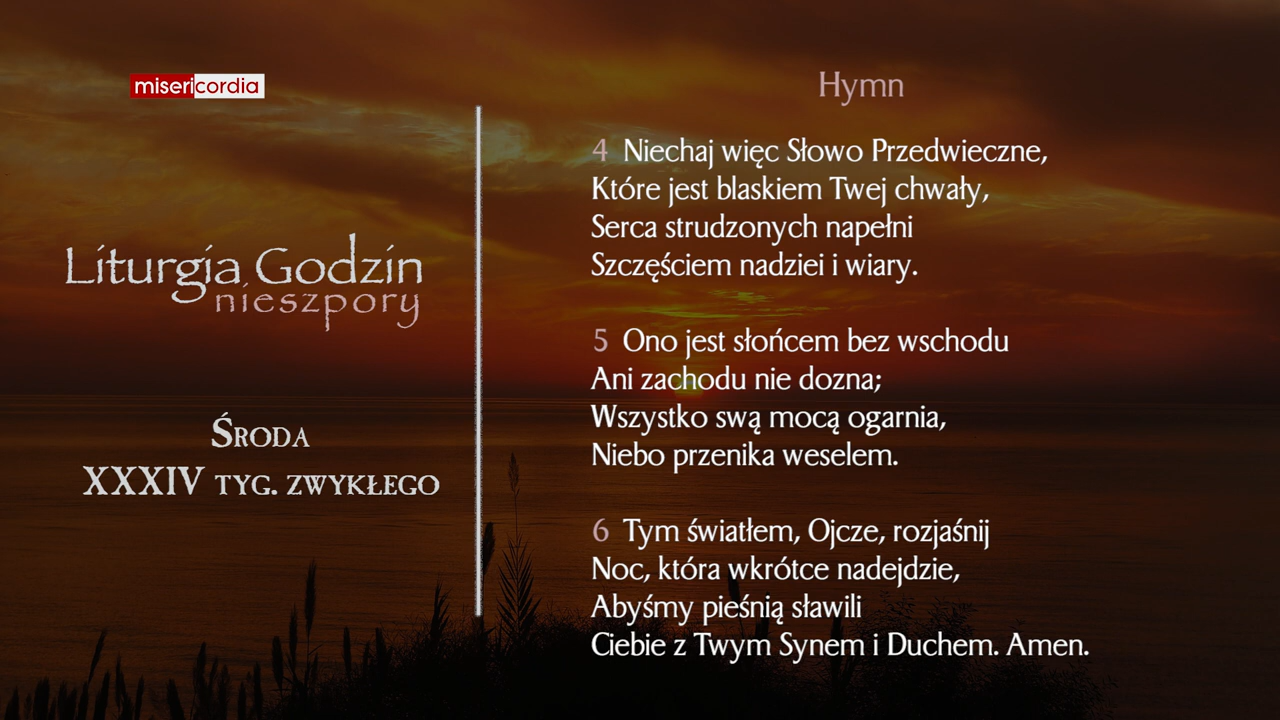 misericordia
Liturgia Godzin
nieszpory
Środa
XXXIV tyg. zwykłego
Hymn
4 Niechaj więc Słowo Przedwieczne,
Które jest blaskiem Twej chwały,
Serca strudzonych napełni
Szczęściem nadziei i wiary.
5 Ono jest słońcem bez wschodu
Ani zachodu nie dozna;
Wszystko swą mocą ogarnia,
Niebo przenika weselem.
6 Tym światłem, Ojcze, rozjaśnij
Noc, która wkrótce nadejdzie,
Abyśmy pieśnią sławili
Ciebie z Twym Synem i Duchem. Amen.